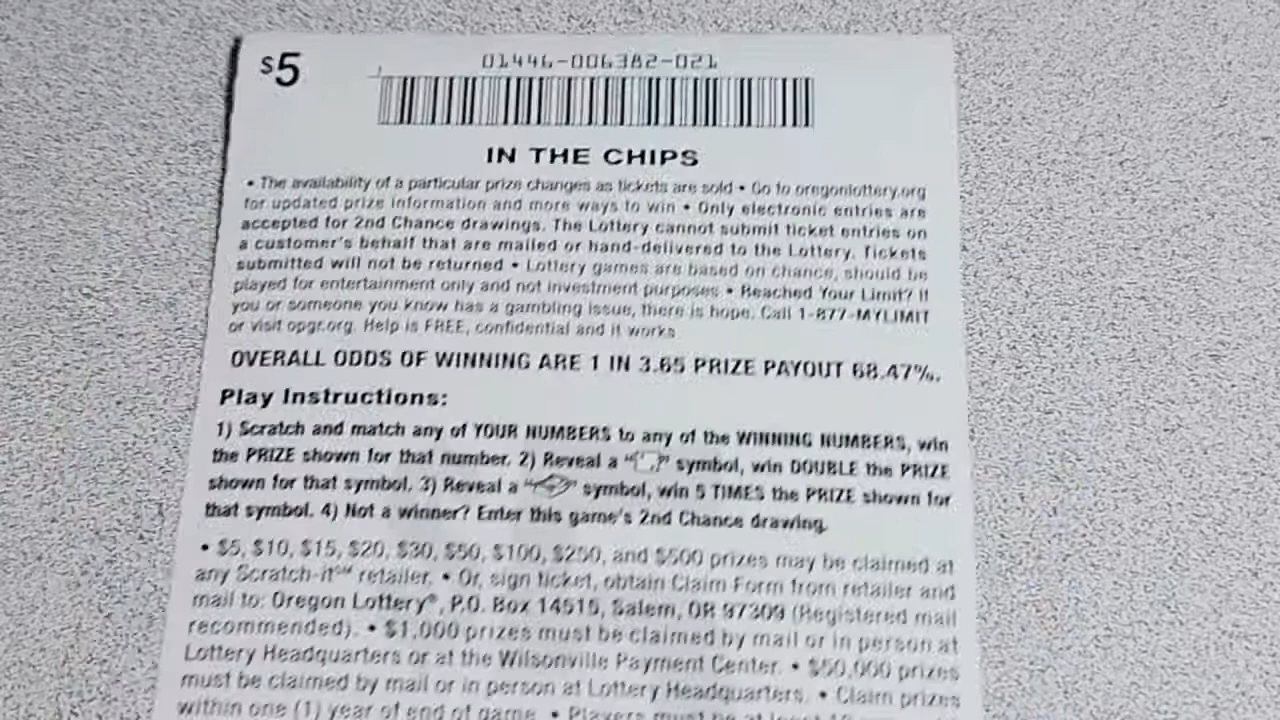 $5
01446-006382-021
IN THE CHIPS
• The availability of a particular prize changes as tickets are sold • Go to oregonlottery.org
for updated prize information and more ways to win • Only electronic entries are
accepted for 2nd Chance drawings. The Lottery cannot submit ticket entries on
a customer's behalf that are mailed or hand-delivered to the Lottery. Tickets
submitted will not be returned • Lottery games are based on chance, should be
played for entertainment only and not investment purposes • Reached Your Limit? If
you or someone you know has a gambling issue, there is hope. Call 1-877-MYLIMIT
or visit opgr.org. Help is FREE, confidential and it works
OVERALL ODDS OF WINNING ARE 1 IN 3.65 PRIZE PAYOUT 68.47%.
Play Instructions:
1) Scratch and match any of YOUR NUMBERS to any of the WINNING NUMBERS, win
the PRIZE shown for that number. 2) Reveal a " " symbol, win DOUBLE the PRIZE
shown for that symbol. 3) Reveal a " " symbol, win 5 TIMES the PRIZE shown for
that symbol. 4) Not a winner? Enter this game's 2nd Chance drawing.
• $5, $10, $15, $20, $30, $50, $100, $250, and $500 prizes may be claimed at
any Scratch-it℠ retailer. • Or, sign ticket, obtain Claim Form from retailer and
mail to: Oregon Lottery®, P.O. Box 14515, Salem, OR 97309 (Registered mail
recommended). • $1,000 prizes must be claimed by mail or in person at
Lottery Headquarters or at the Wilsonville Payment Center. • $50,000 prizes
must be claimed by mail or in person at Lottery Headquarters. • Claim prizes
within one (1) year of end of game. • Players must be at least 18